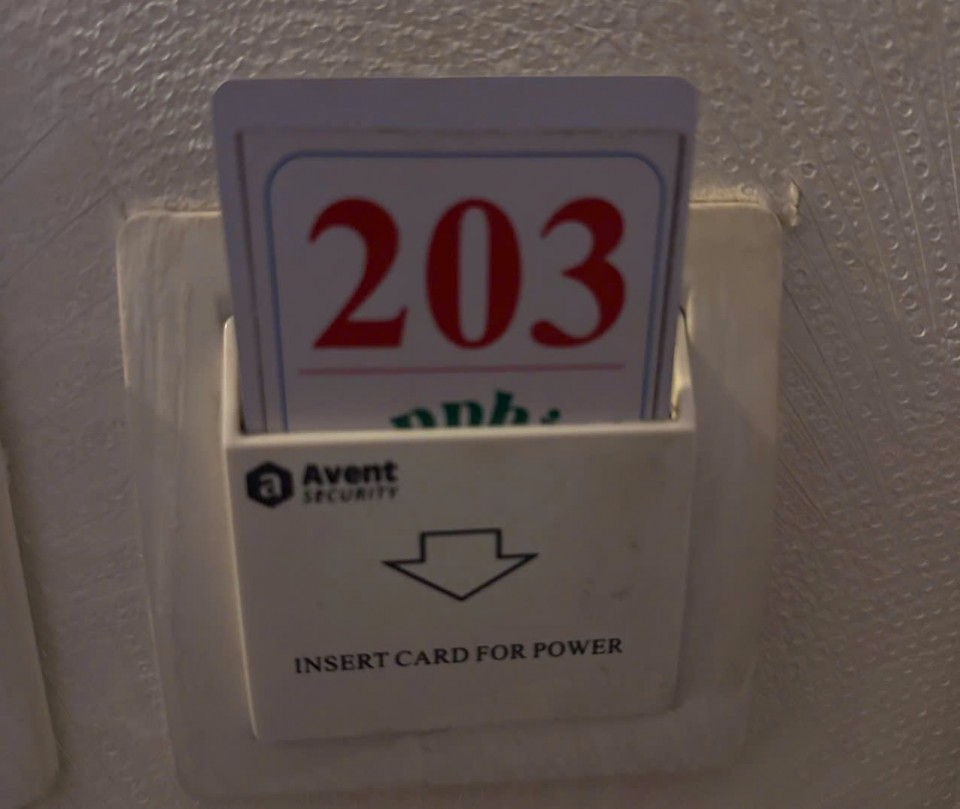 203
a
Avent
SECURITY
INSERT CARD FOR POWER